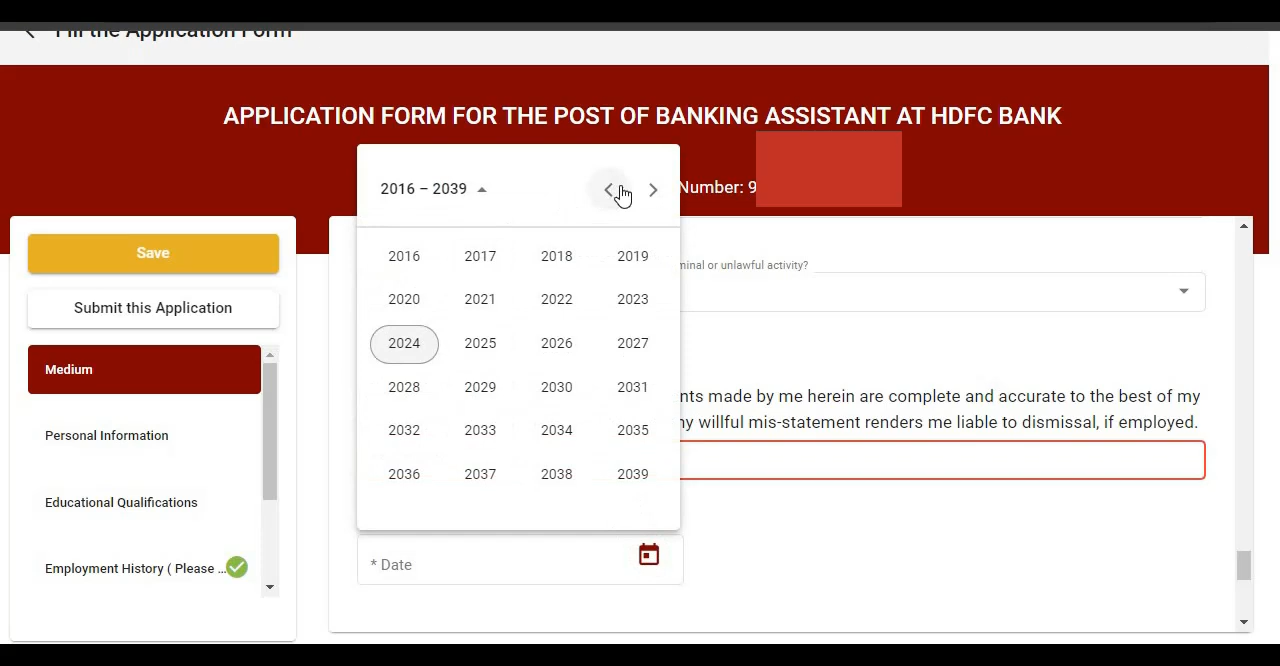 Fill the Application Form
APPLICATION FORM FOR THE POST OF BANKING ASSISTANT AT HDFC BANK
Number: 9
Save
Submit this Application
Medium
Personal Information
Educational Qualifications
Employment History ( Please ...
2016 – 2039
2016 2017 2018 2019
2020 2021 2022 2023
2024 2025 2026 2027
2028 2029 2030 2031
2032 2033 2034 2035
2036 2037 2038 2039
minal or unlawful activity?
nts made by me herein are complete and accurate to the best of my
ny willful mis-statement renders me liable to dismissal, if employed.
* Date